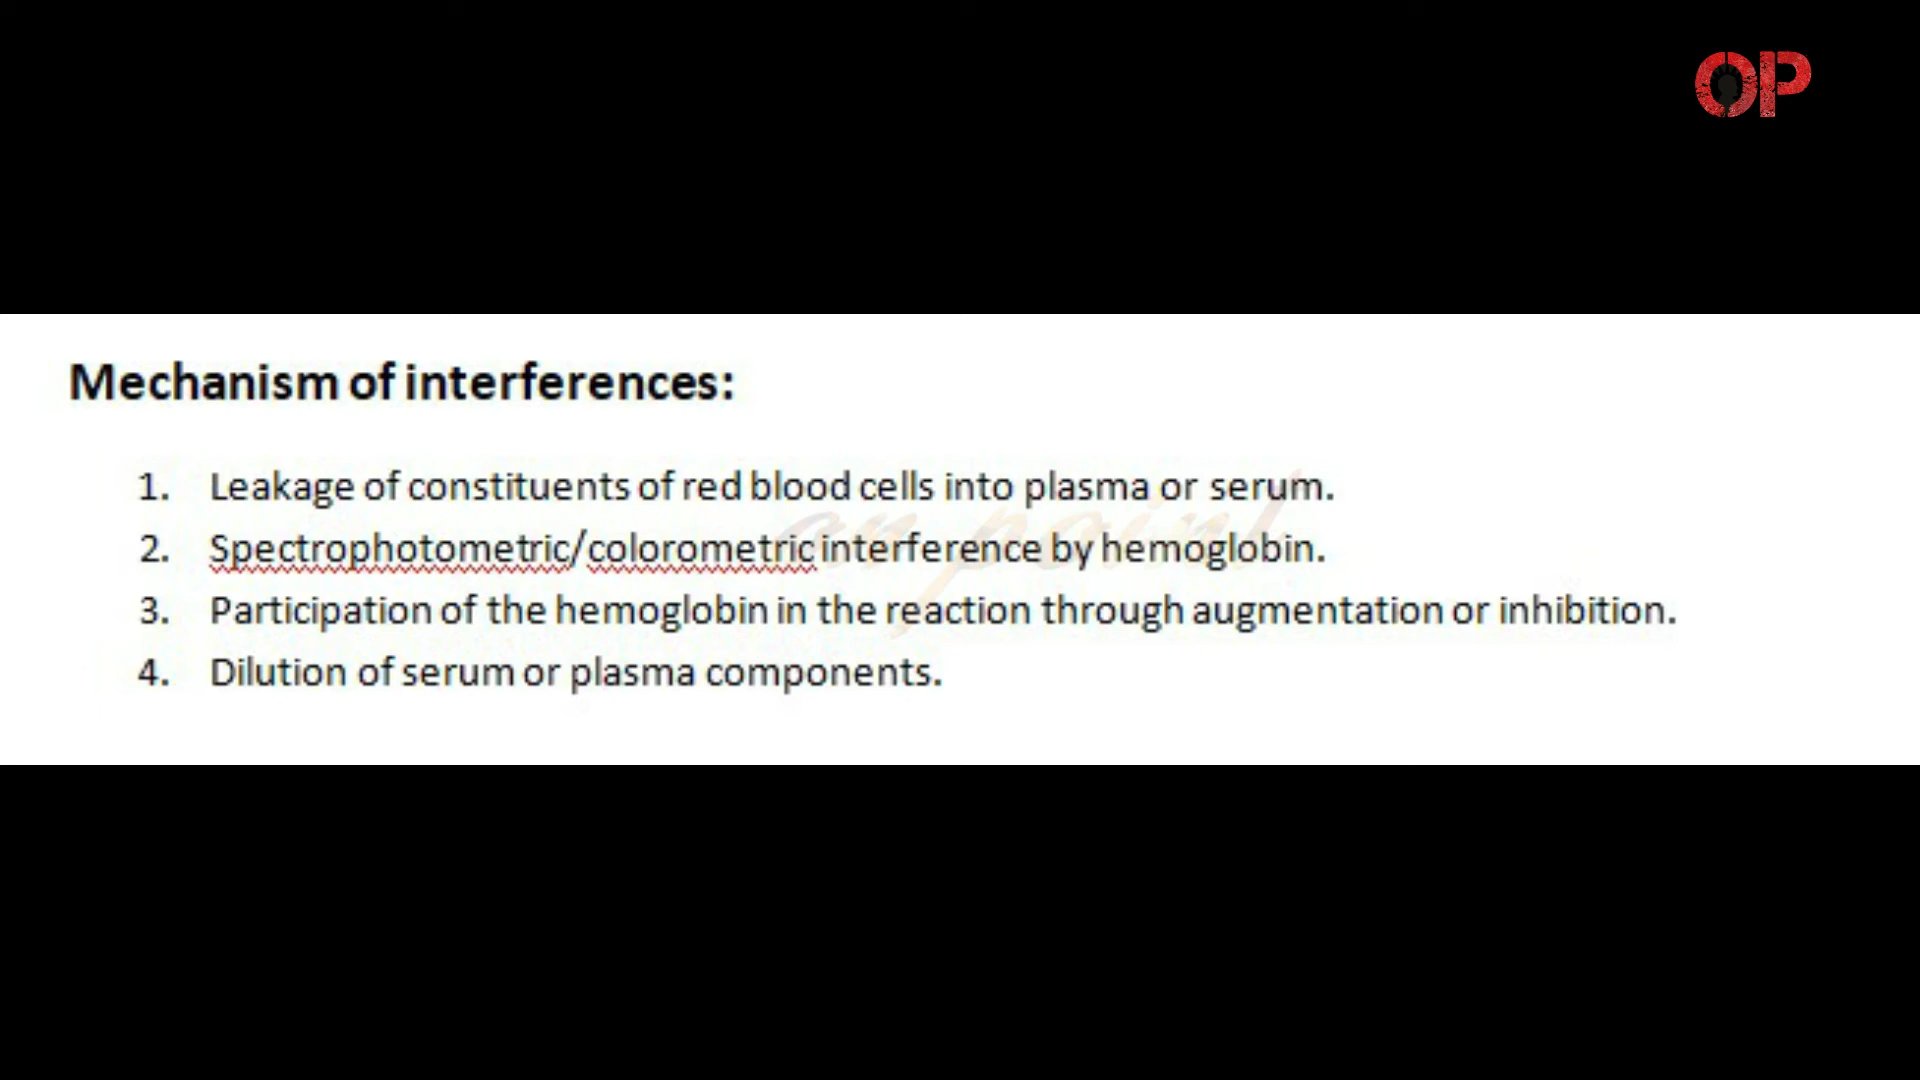 OP
Mechanism of interferences:
1. Leakage of constituents of red blood cells into plasma or serum.
2. Spectrophotometric/colorometric interference by hemoglobin.
3. Participation of the hemoglobin in the reaction through augmentation or inhibition.
4. Dilution of serum or plasma components.
on point